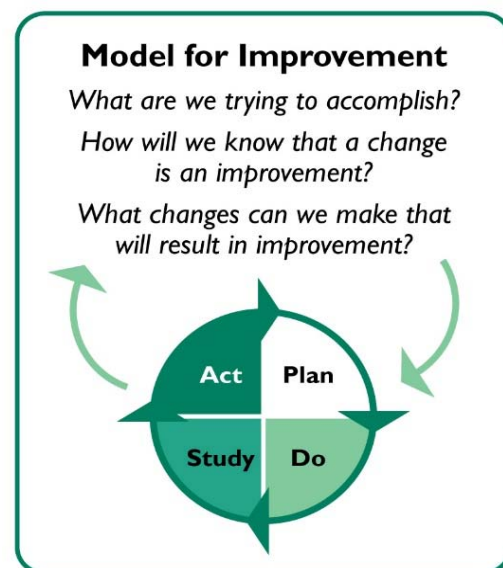 Model for Improvement
What are we trying to accomplish?
How will we know that a change
is an improvement?
What changes can we make that
will result in improvement?
Act
Plan
Study
Do